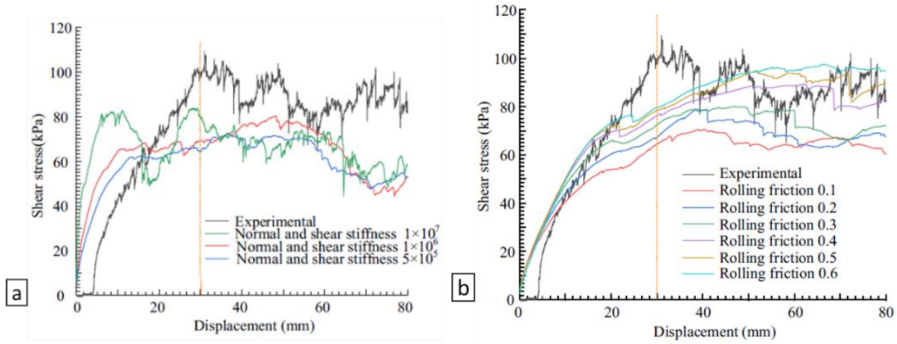 a
120
100
80
60
40
20
0
Shear stress(kPa)
0
20
40
60
80
Displacement (mm)
Experimental
Normal and shear stiffness 1×10⁷
Normal and shear stiffness 1×10⁶
Normal and shear stiffness 5×10⁵
b
120
100
80
60
40
20
0
Shear stress (kPa)
0
20
40
60
80
Displacement (mm)
Experimental
Rolling friction 0.1
Rolling friction 0.2
Rolling friction 0.3
Rolling friction 0.4
Rolling friction 0.5
Rolling friction 0.6